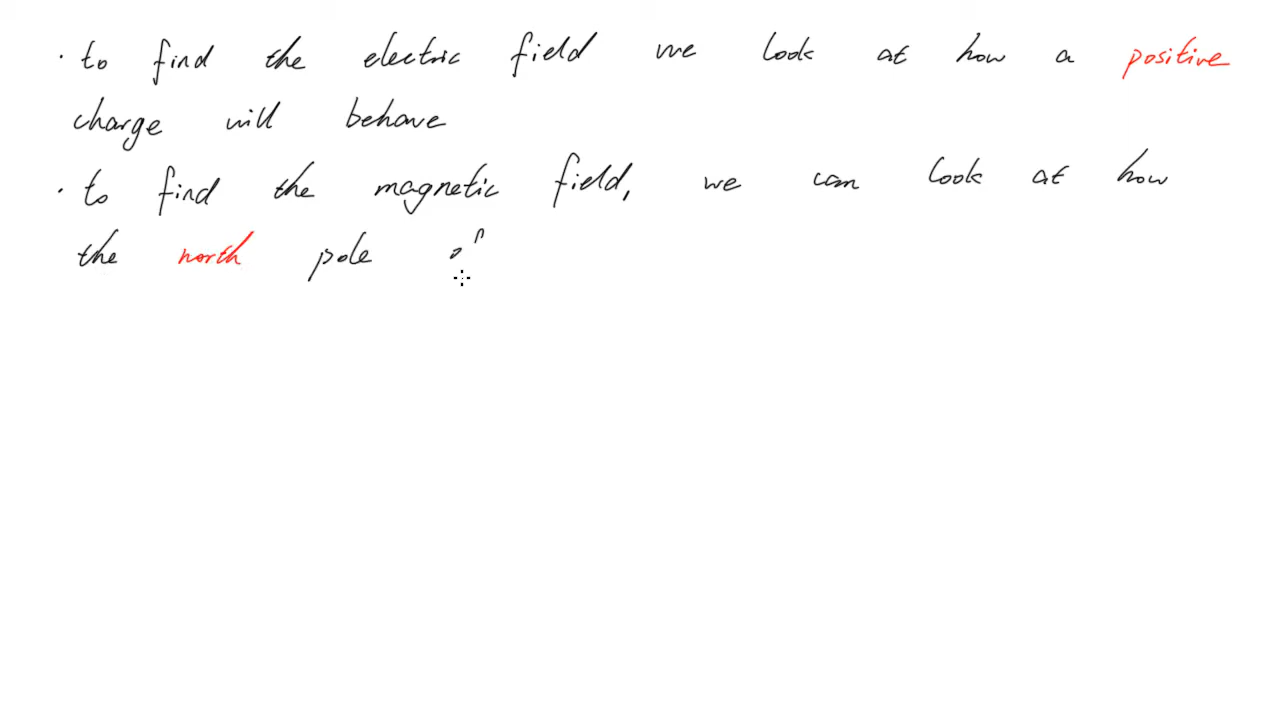 · to find the electric field we look at how a positive
charge will behave
· to find the magnetic field, we can look at how
the north pole